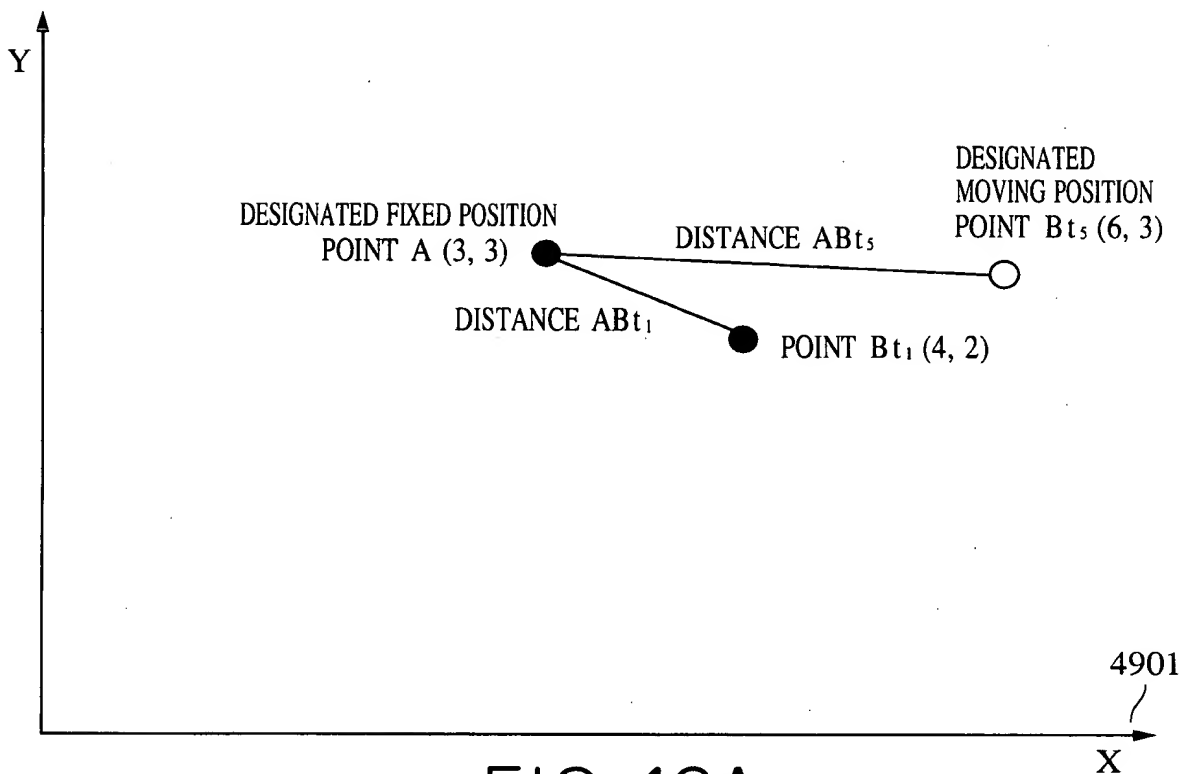 Y
DESIGNATED
MOVING POSITION
POINT Bt₅ (6, 3)
DESIGNATED FIXED POSITION
POINT A (3, 3)
DISTANCE ABt₅
DISTANCE ABt₁
POINT Bt₁ (4, 2)
4901
X